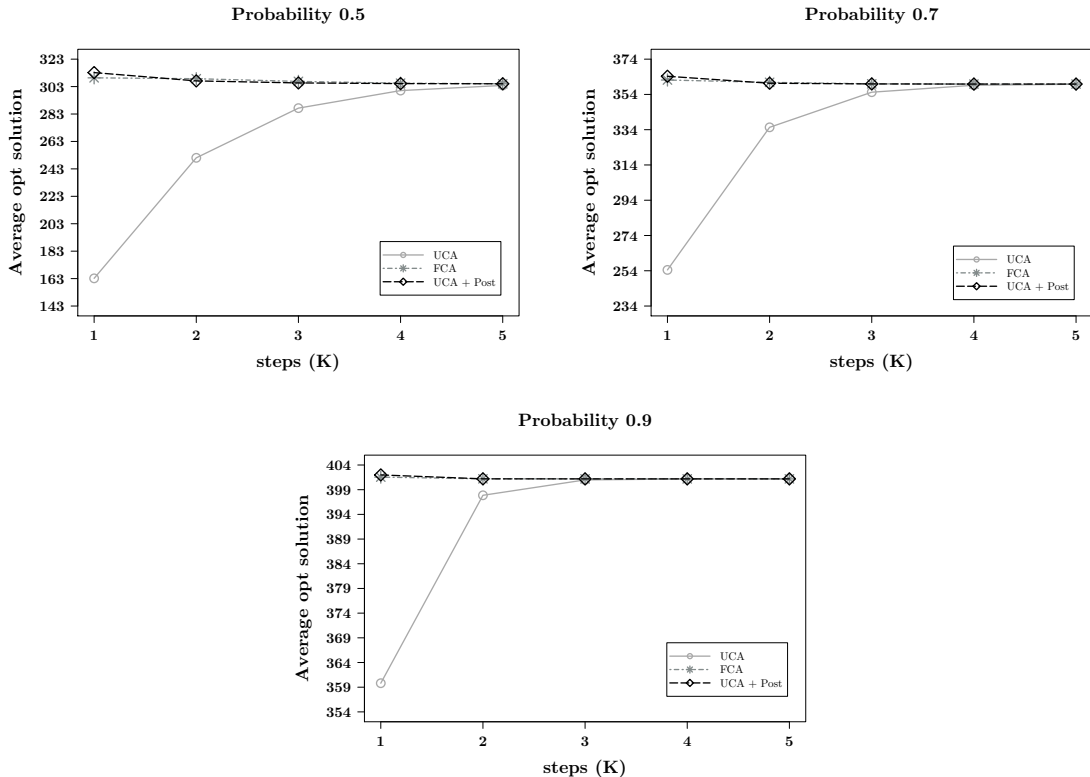 Probability 0.5
Average opt solution
323
303
283
263
243
223
203
183
163
143
UCA
FCA
UCA + Post
1 2 3 4 5
steps (K)
Probability 0.7
Average opt solution
374
354
334
314
294
274
254
234
UCA
FCA
UCA + Post
1 2 3 4 5
steps (K)
Probability 0.9
Average opt solution
404
399
394
389
384
379
374
369
364
359
354
UCA
FCA
UCA + Post
1 2 3 4 5
steps (K)